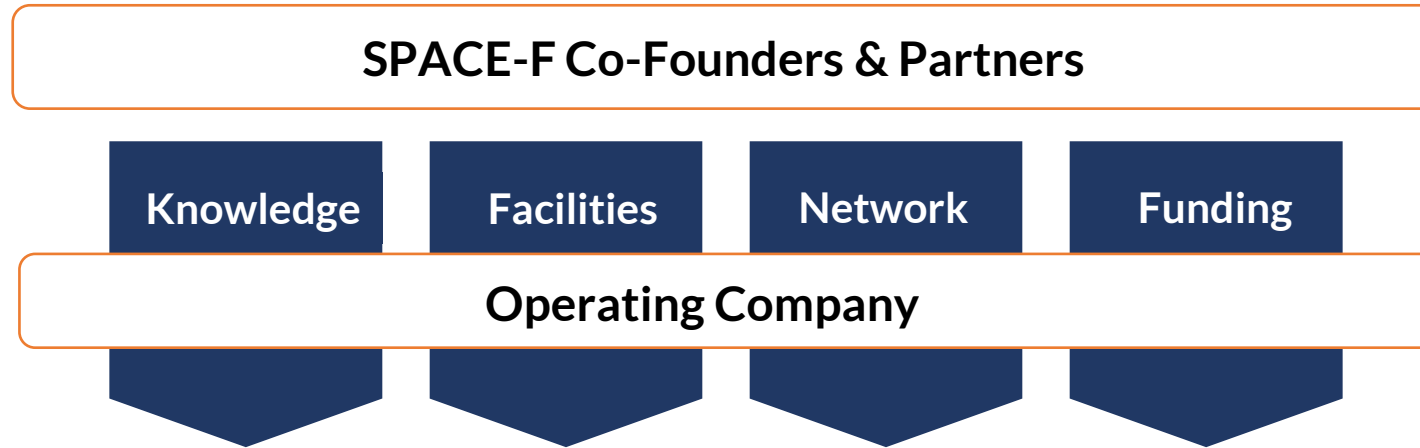 SPACE-F Co-Founders & Partners
Knowledge
Facilities
Network
Funding
Operating Company